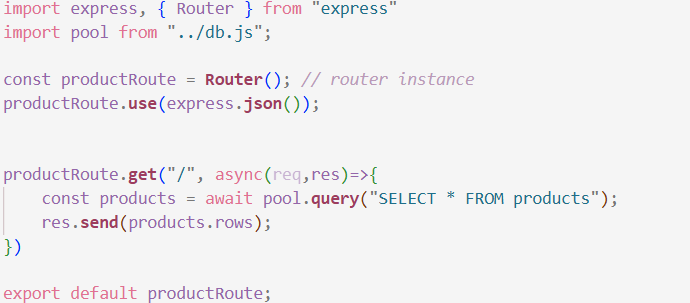 import express, { Router } from "express"
import pool from "../db.js";
const productRoute = Router(); // router instance
productRoute.use(express.json());
productRoute.get("/", async(req,res)=>{
    const products = await pool.query("SELECT * FROM products");
    res.send(products.rows);
})
export default productRoute;